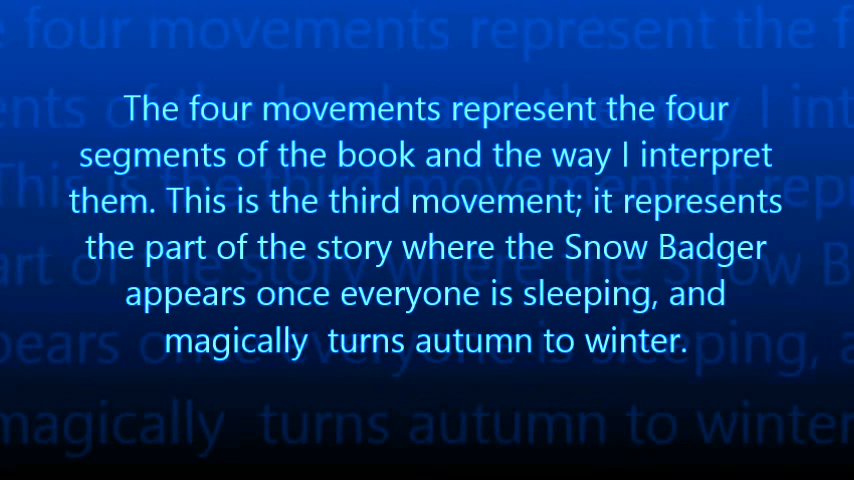 The four movements represent the four
segments of the book and the way I interpret
them. This is the third movement; it represents
the part of the story where the Snow Badger
appears once everyone is sleeping, and
magically  turns autumn to winter.